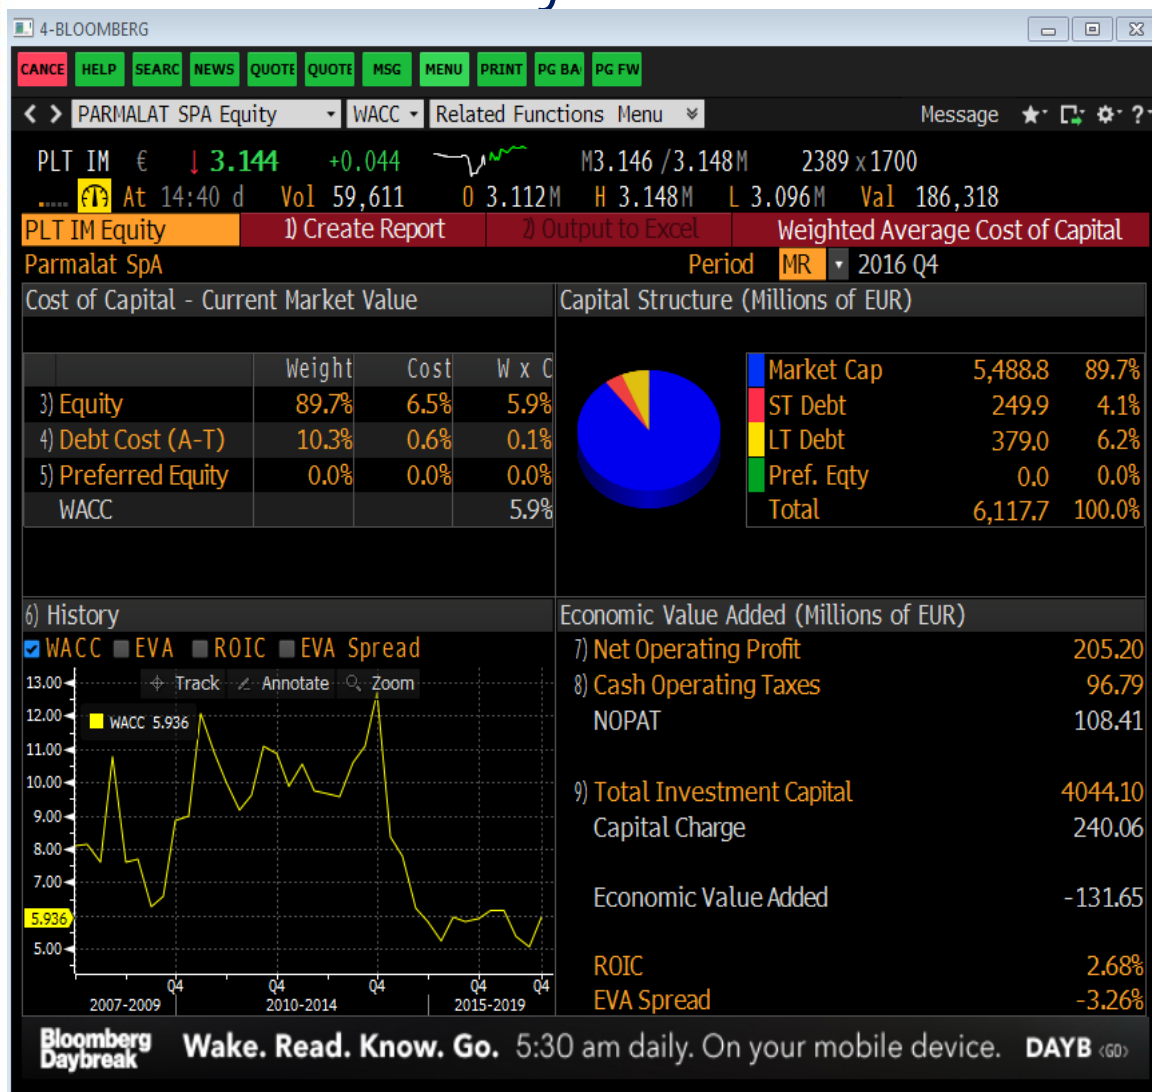 4-BLOOMBERG
CANCE HELP SEARC NEWS QUOTE QUOTE MSG MENU PRINT PG BA PG FW
< > PARMALAT SPA Equity WACC Related Functions Menu Message ?
PLT IM € ↓ 3.144 +0.044 M3.146 /3.148M 2389 x 1700
At 14:40 d Vol 59,611 O 3.112M H 3.148M L 3.096M Val 186,318
PLT IM Equity 1) Create Report 2) Output to Excel Weighted Average Cost of Capital
Parmalat SpA Period MR 2016 Q4
Cost of Capital - Current Market Value
Weight Cost W x C
3) Equity 89.7% 6.5% 5.9%
4) Debt Cost (A-T) 10.3% 0.6% 0.1%
5) Preferred Equity 0.0% 0.0% 0.0%
WACC 5.9%
Capital Structure (Millions of EUR)
Market Cap 5,488.8 89.7%
ST Debt 249.9 4.1%
LT Debt 379.0 6.2%
Pref. Eqty 0.0 0.0%
Total 6,117.7 100.0%
6) History
WACC EVA ROIC EVA Spread
Track Annotate Zoom
WACC 5.936
13.00
12.00
11.00
10.00
9.00
8.00
7.00
5.936
5.00
Q4 Q4 Q4 Q4 Q4
2007-2009 2010-2014 2015-2019
Economic Value Added (Millions of EUR)
7) Net Operating Profit 205.20
8) Cash Operating Taxes 96.79
NOPAT 108.41
9) Total Investment Capital 4044.10
Capital Charge 240.06
Economic Value Added -131.65
ROIC 2.68%
EVA Spread -3.26%
Bloomberg Daybreak Wake. Read. Know. Go. 5:30 am daily. On your mobile device. DAYB <GO>